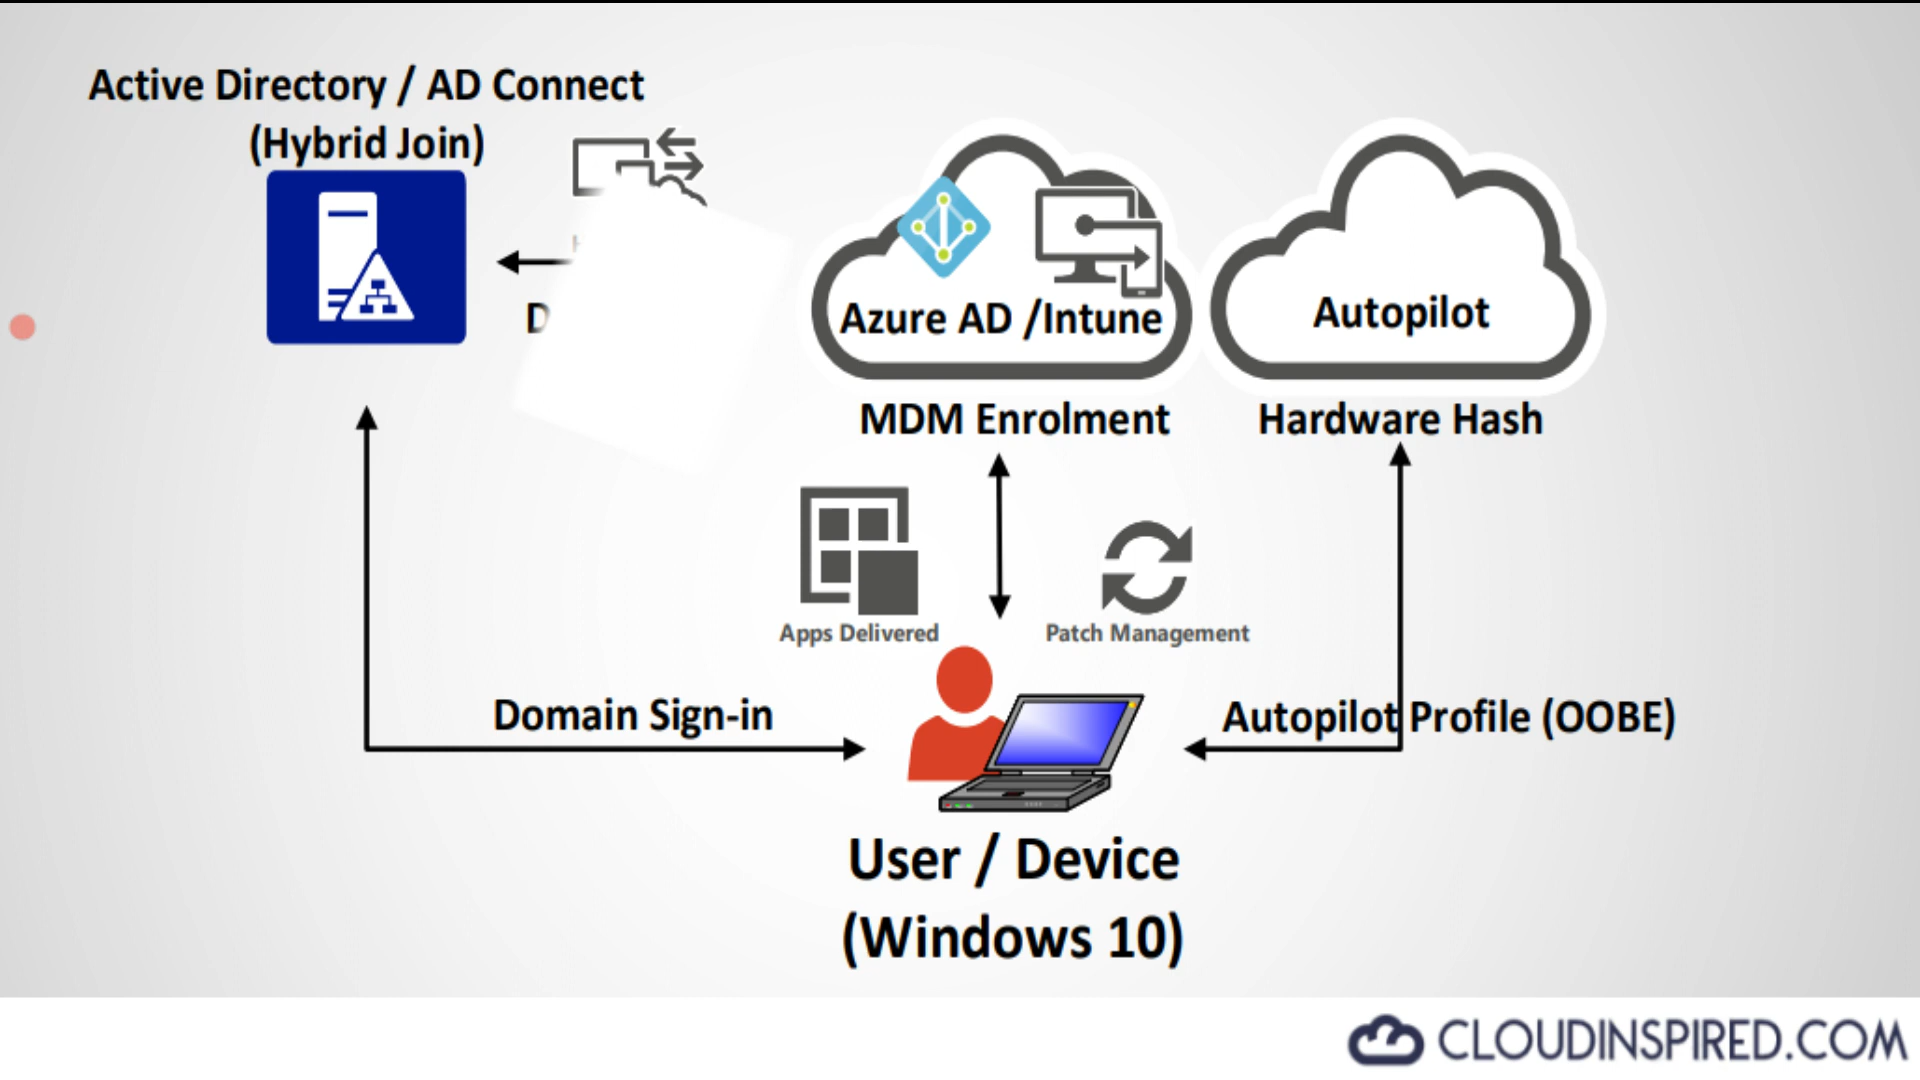 Active Directory / AD Connect
(Hybrid Join)
Azure AD /Intune
Autopilot
MDM Enrolment
Hardware Hash
Apps Delivered
Patch Management
Domain Sign-in
Autopilot Profile (OOBE)
User / Device
(Windows 10)
CLOUDINSPIRED.COM